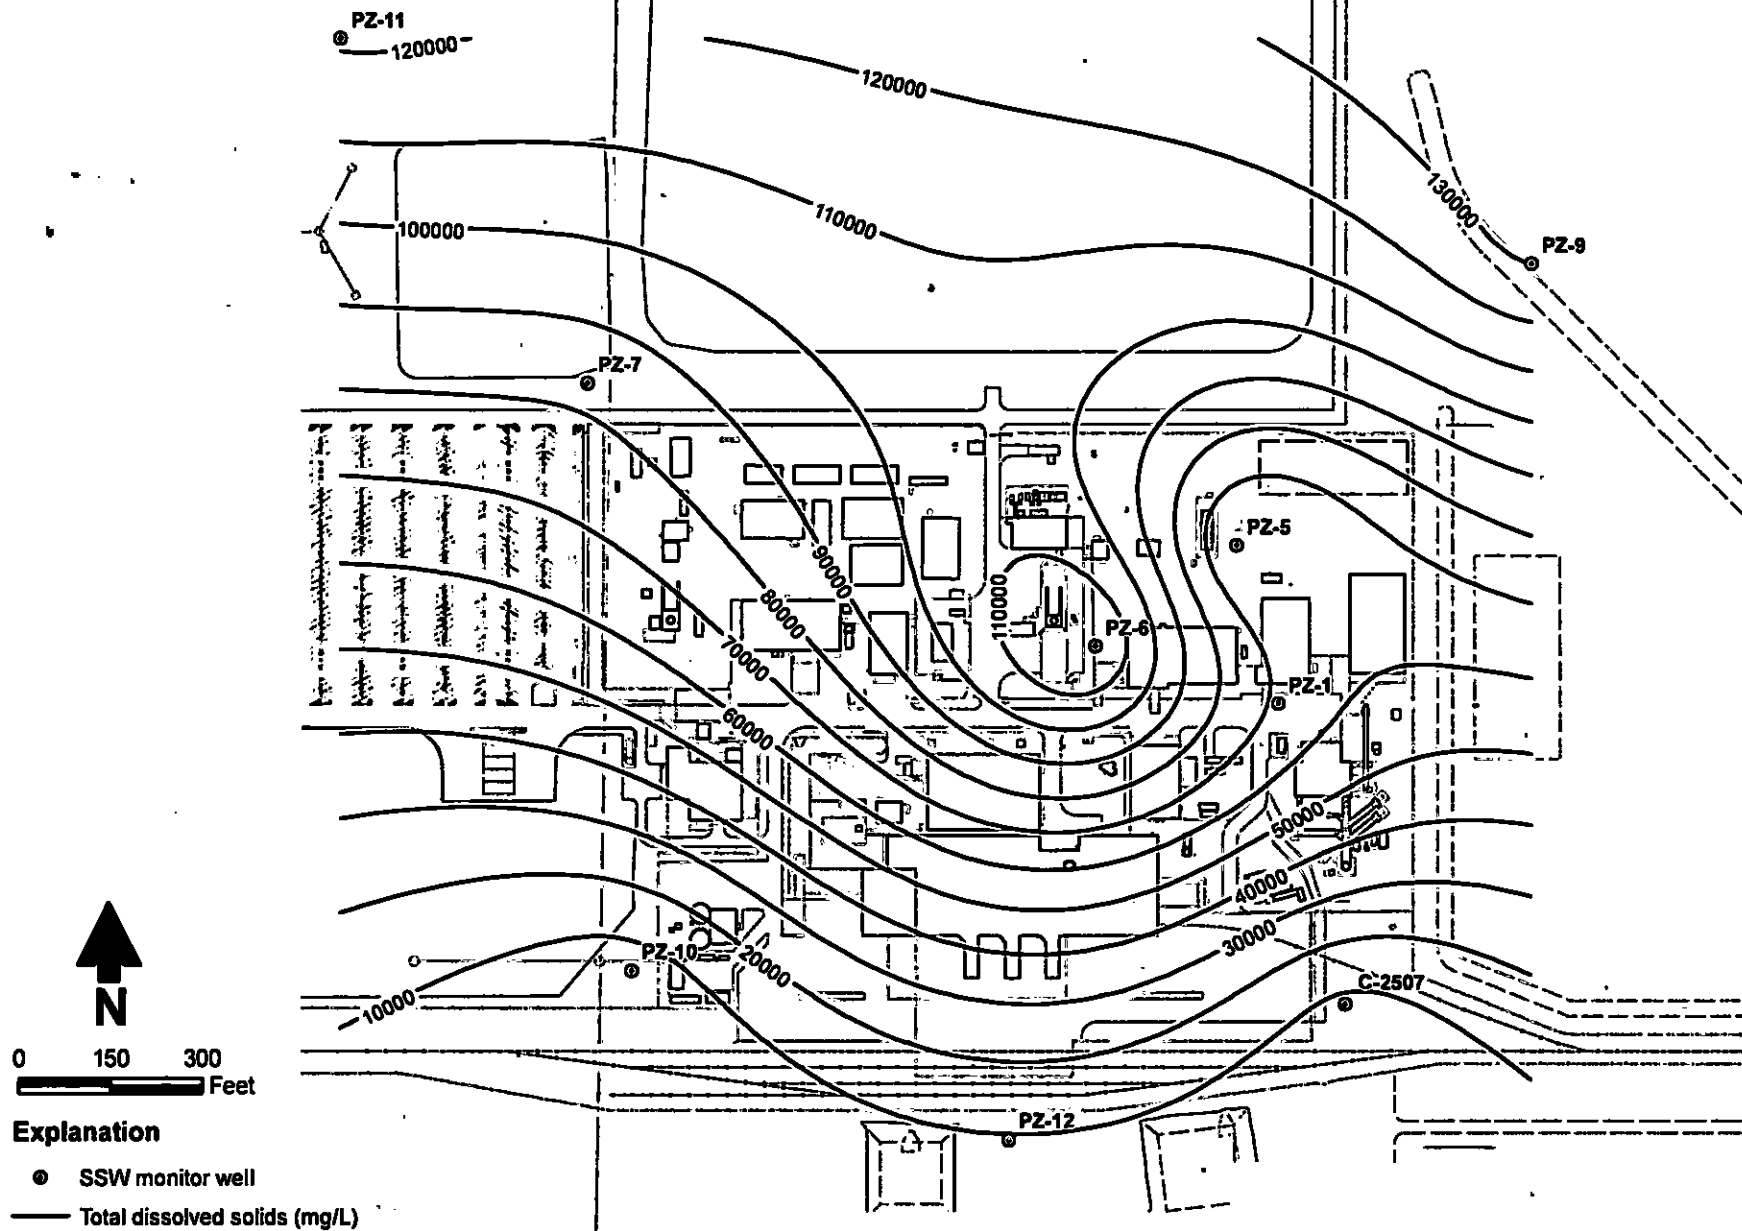 PZ-11
120000
120000
130000
110000
100000
PZ-9
PZ-7
PZ-5
90000
110000
80000
PZ-6
70000
PZ-1
60000
50000
40000
30000
PZ-10
20000
C-2507
10000
N
0 150 300
Feet
PZ-12
Explanation
SSW monitor well
Total dissolved solids (mg/L)